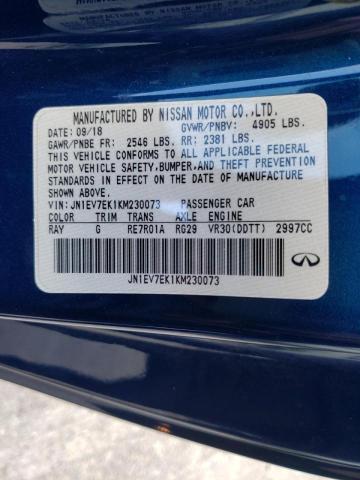 MANUFACTURED BY NISSAN MOTOR CO.,LTD.
DATE: 09/18 GVWR/PNBV: 4905 LBS.
GAWR/PNBE FR: 2546 LBS. RR: 2381 LBS.
THIS VEHICLE CONFORMS TO ALL APPLICABLE FEDERAL
MOTOR VEHICLE SAFETY,BUMPER,AND THEFT PREVENTION
STANDARDS IN EFFECT ON THE DATE OF MANUFACTURE
SHOWN ABOVE.
VIN: JN1EV7EK1KM230073 PASSENGER CAR
COLOR TRIM TRANS AXLE ENGINE
RAY G RE7R01A RG29 VR30(DDTT) 2997CC
JN1EV7EK1KM230073